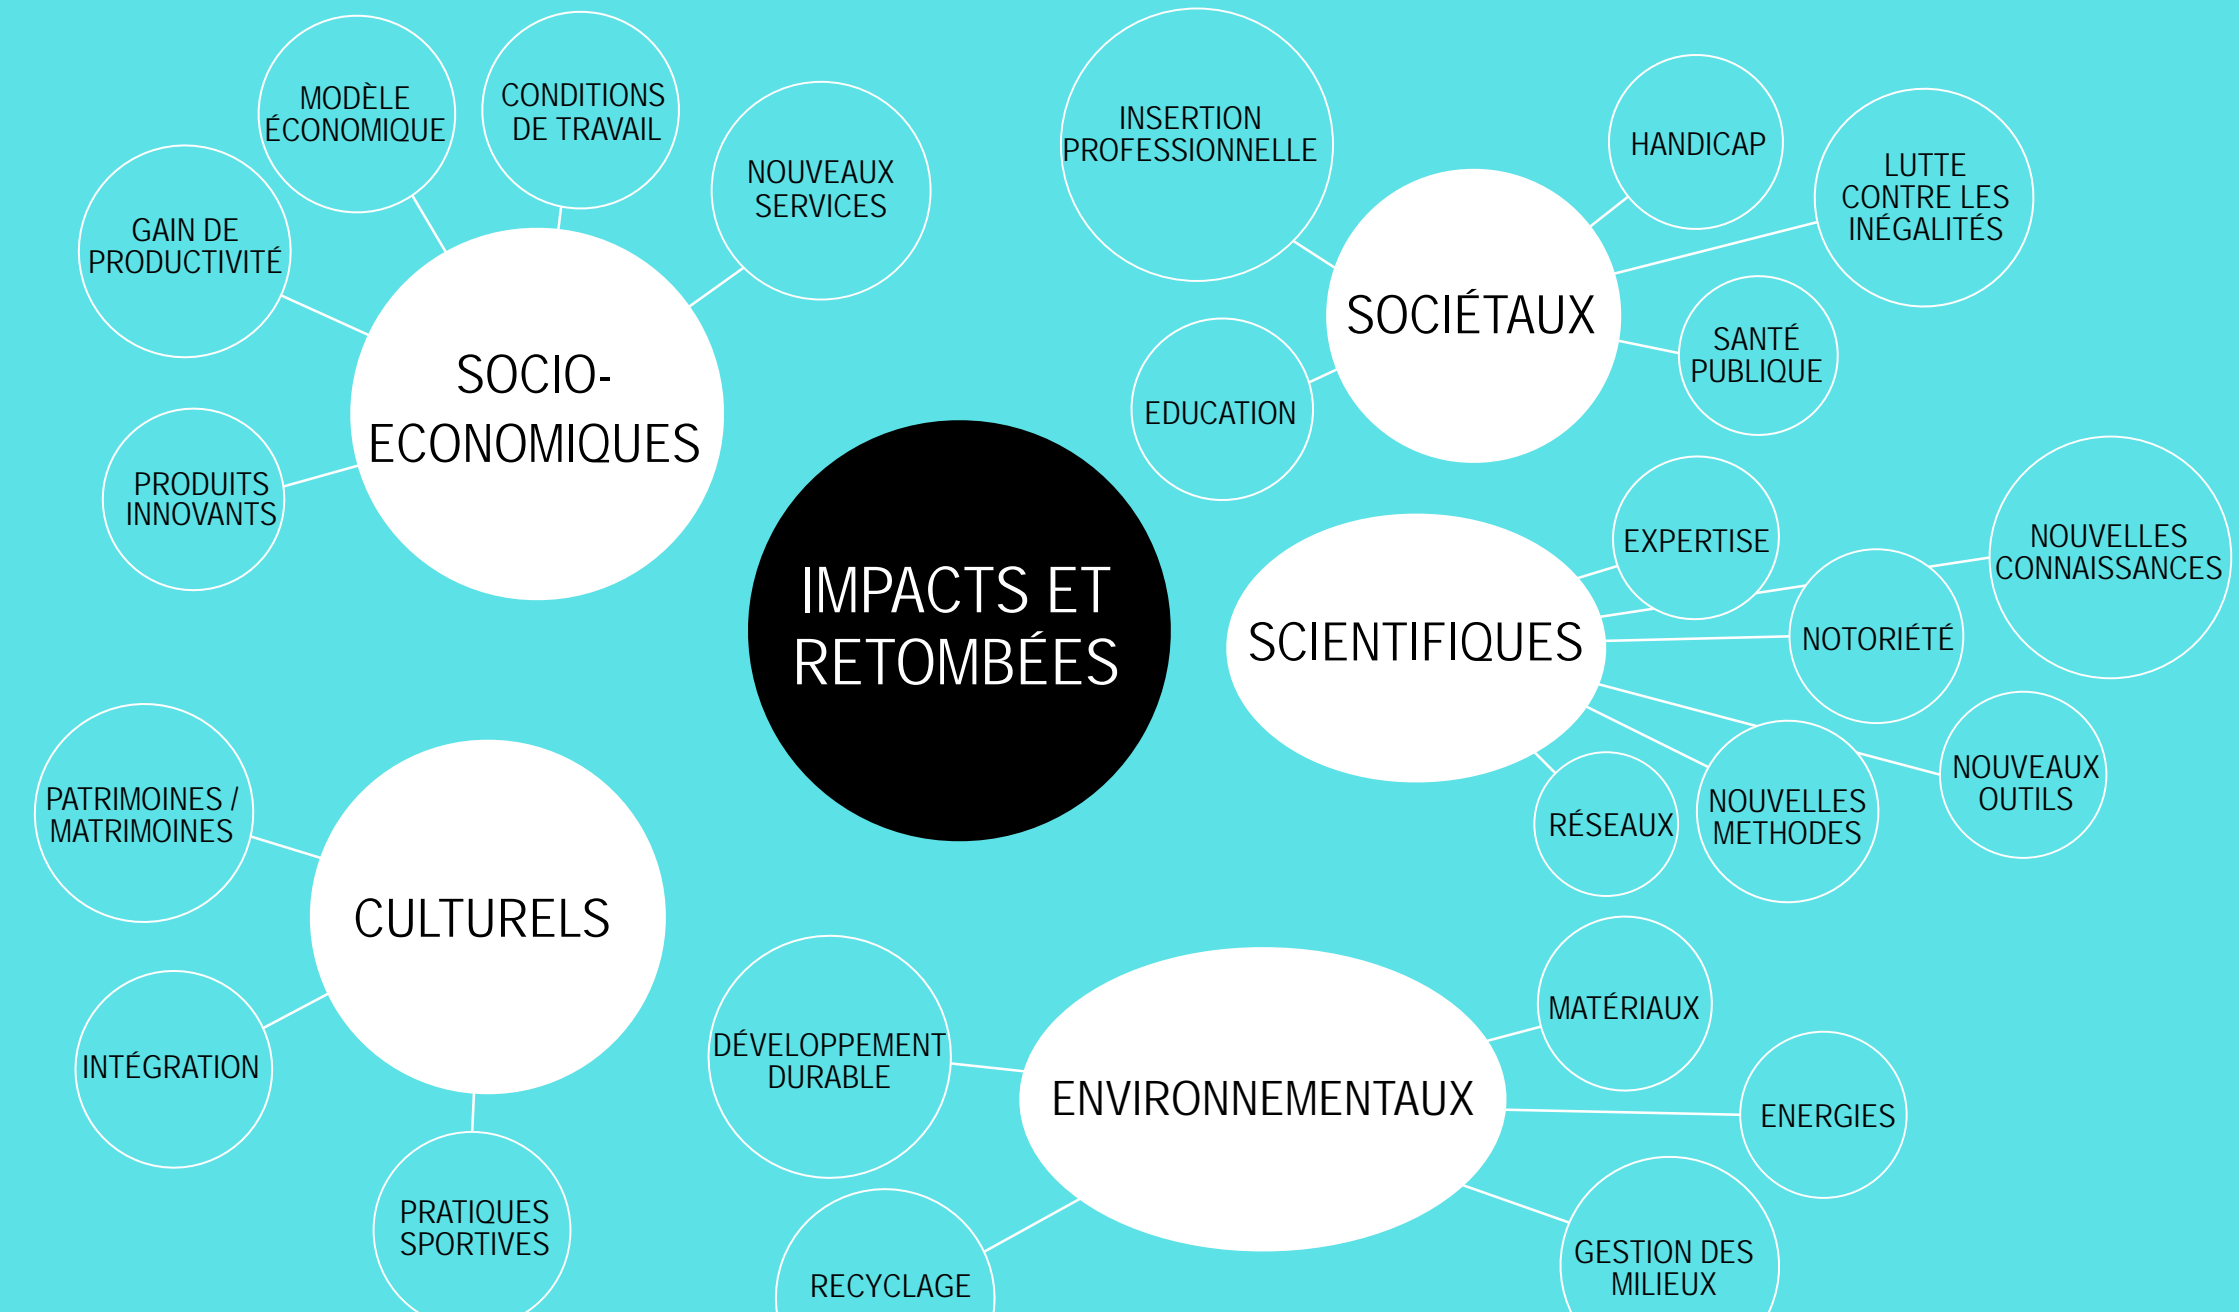 MODÈLE
ÉCONOMIQUE
CONDITIONS
DE TRAVAIL
NOUVEAUX
SERVICES
GAIN DE
PRODUCTIVITÉ
SOCIO-
ECONOMIQUES
PRODUITS
INNOVANTS
INSERTION
PROFESSIONNELLE
HANDICAP
LUTTE
CONTRE LES
INÉGALITÉS
SOCIÉTAUX
SANTÉ
PUBLIQUE
EDUCATION
IMPACTS ET
RETOMBÉES
EXPERTISE
NOUVELLES
CONNAISSANCES
SCIENTIFIQUES
NOTORIÉTÉ
NOUVEAUX
OUTILS
NOUVELLES
METHODES
RÉSEAUX
PATRIMOINES /
MATRIMOINES
CULTURELS
INTÉGRATION
PRATIQUES
SPORTIVES
DÉVELOPPEMENT
DURABLE
ENVIRONNEMENTAUX
MATÉRIAUX
ENERGIES
GESTION DES
MILIEUX
RECYCLAGE